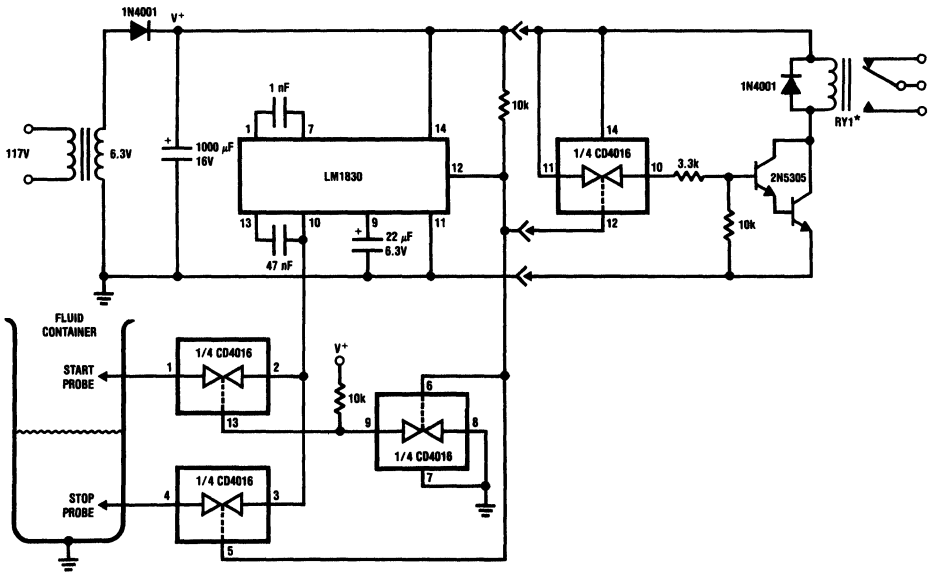 1N4001
V+
117V
6.3V
+
1000 μF
16V
1 nF
1
7
14
LM1830
12
13
10
9
11
47 nF
+
22 μF
6.3V
10k
14
1/4 CD4016
11
10
12
3.3k
10k
2N5305
1N4001
RY1*
FLUID
CONTAINER
START
PROBE
1
1/4 CD4016
2
13
V+
10k
6
9
8
1/4 CD4016
7
STOP
PROBE
4
1/4 CD4016
3
5